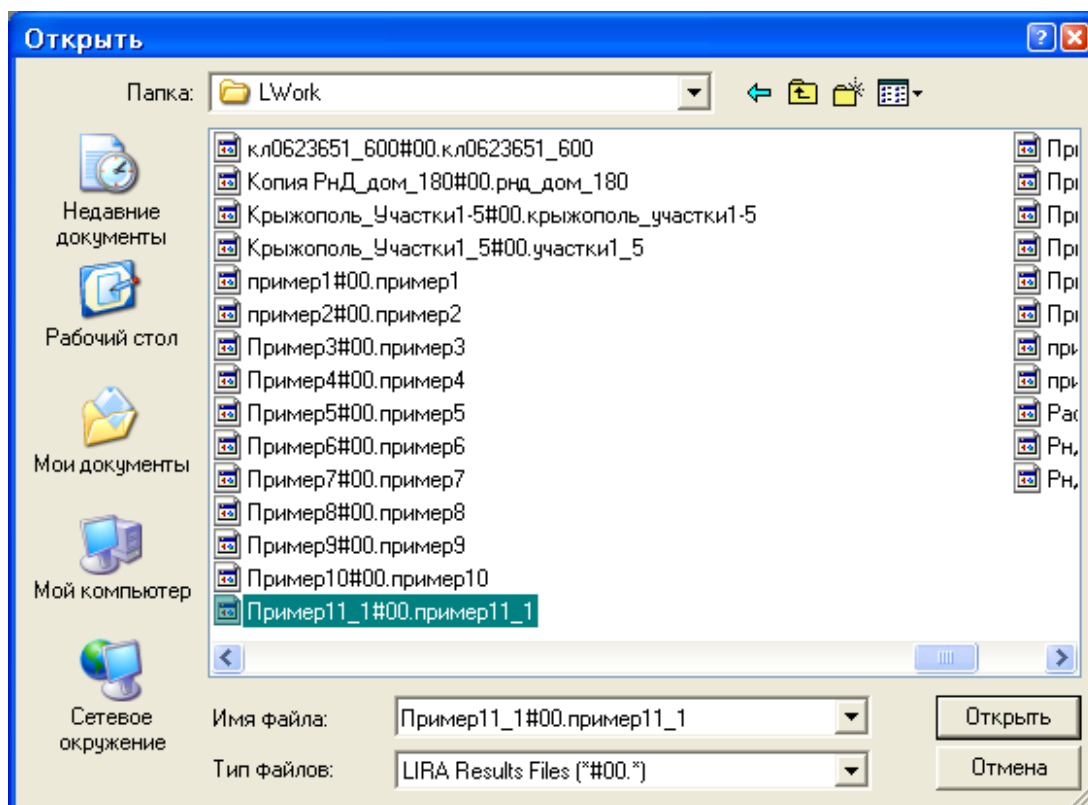 Открыть
Папка: LWork
Недавние
документы
Рабочий стол
Мои документы
Мой компьютер
Сетевое
окружение
кл0623651_600#00.кл0623651_600
Копия РнД_дом_180#00.рнд_дом_180
Крыжополь_Участки1-5#00.крыжополь_участки1-5
Крыжополь_Участки1_5#00.участки1_5
пример1#00.пример1
пример2#00.пример2
Пример3#00.пример3
Пример4#00.пример4
Пример5#00.пример5
Пример6#00.пример6
Пример7#00.пример7
Пример8#00.пример8
Пример9#00.пример9
Пример10#00.пример10
Пример11_1#00.пример11_1
Имя файла: Пример11_1#00.пример11_1 Открыть
Тип файлов: LIRA Results Files (*#00.*) Отмена